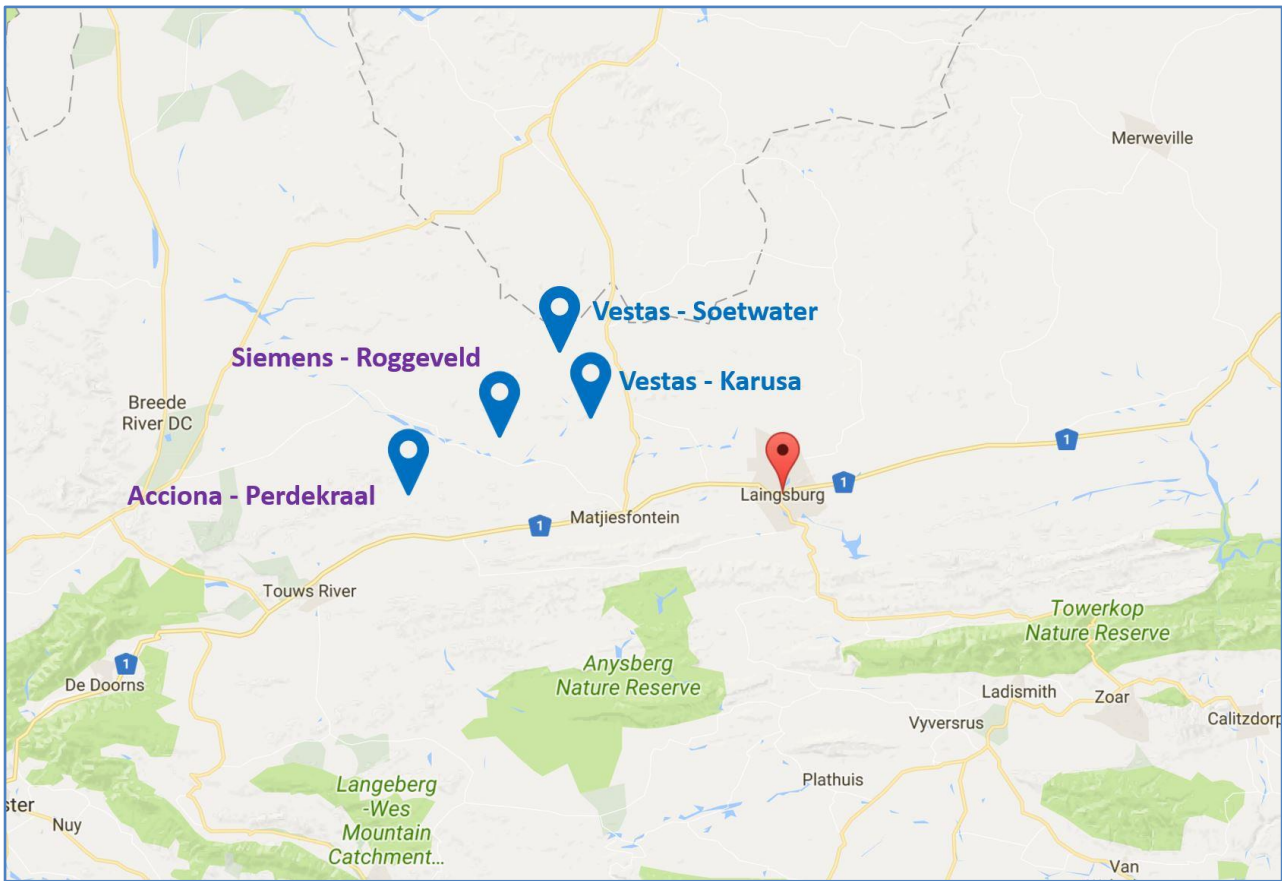 Merweville
Vestas - Soetwater
Siemens - Roggeveld
Vestas - Karusa
Breede
River DC
1
Acciona - Perdekraal
1
Laingsburg
1
Matjiesfontein
Touws River
Towerkop
Nature Reserve
1
De Doorns
Anysberg
Nature Reserve
Ladismith
Zoar
Vyversrus
Calitzdorp
Plathuis
Langeberg
-Wes
Mountain
Catchment...
ster
Nuy
Van